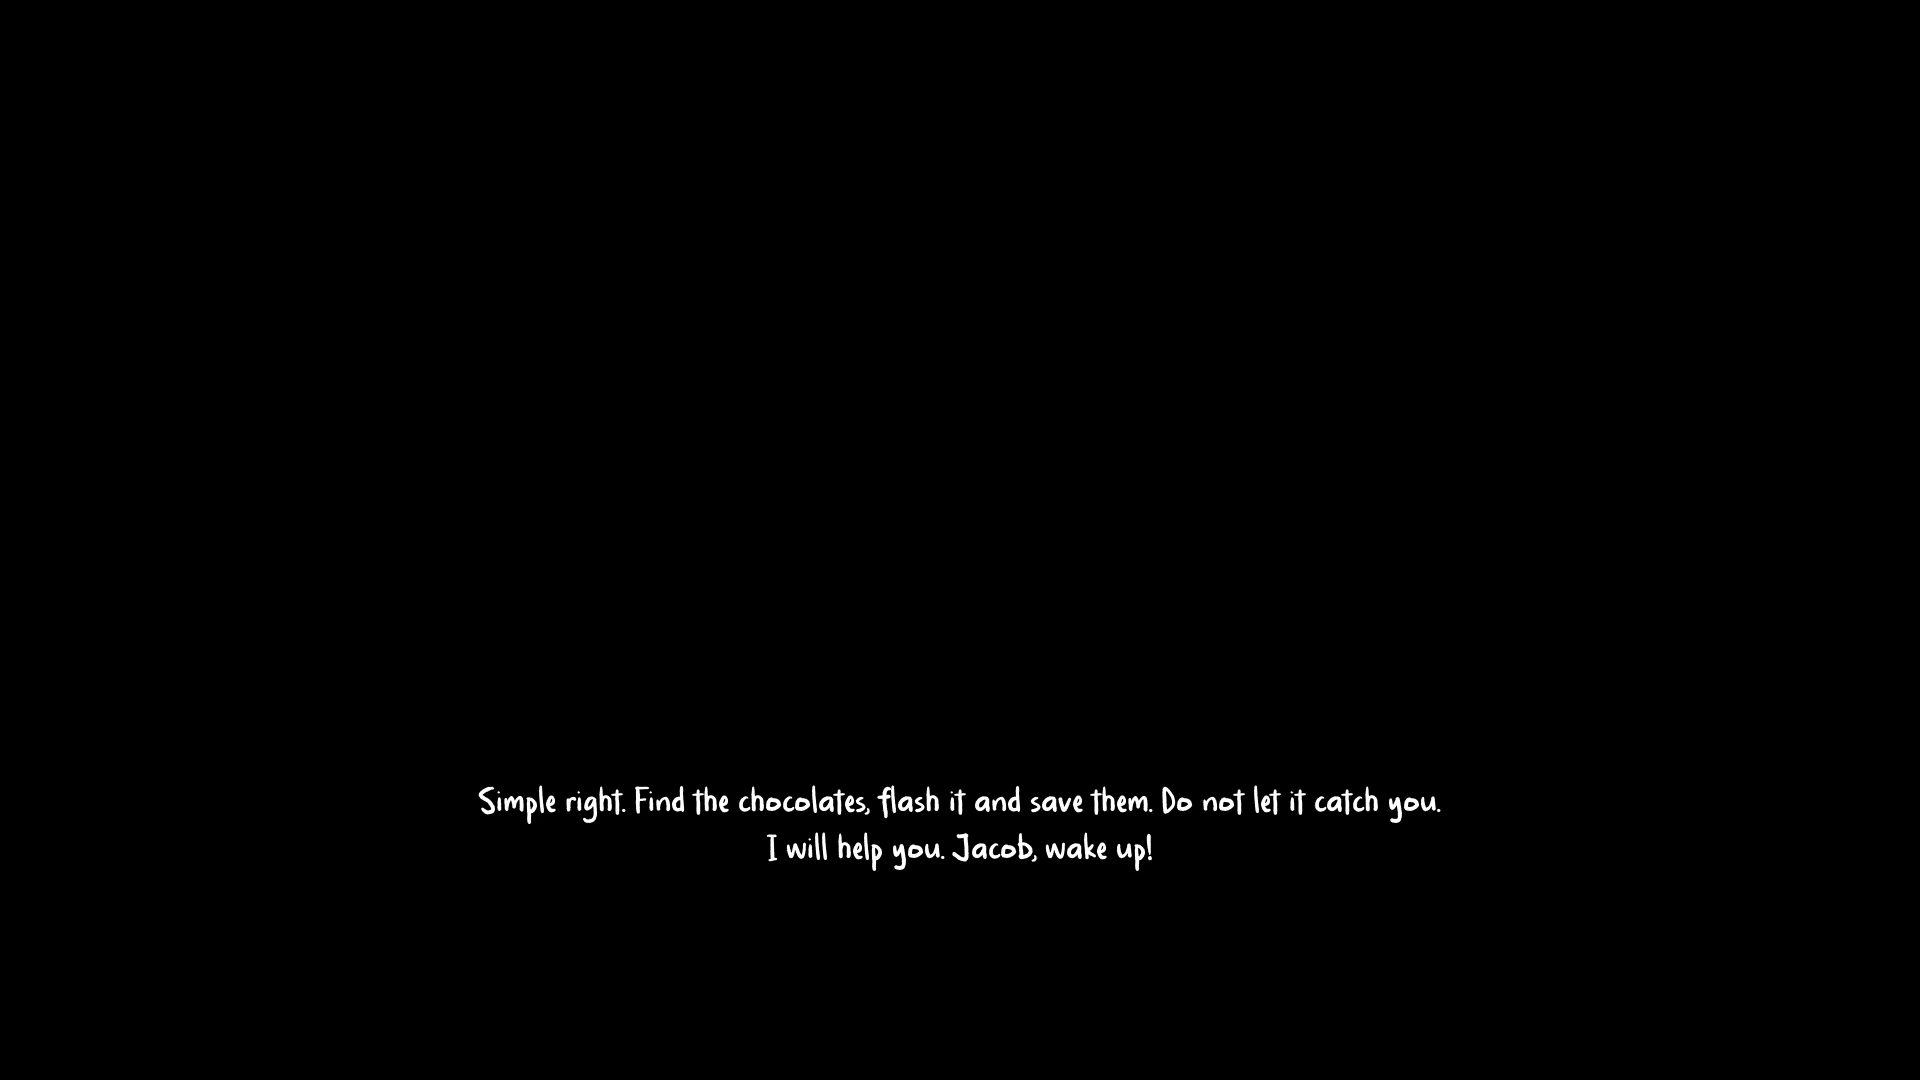 Simple right. Find the chocolates, flash it and save them. Do not let it catch you.
I will help you. Jacob, wake up!